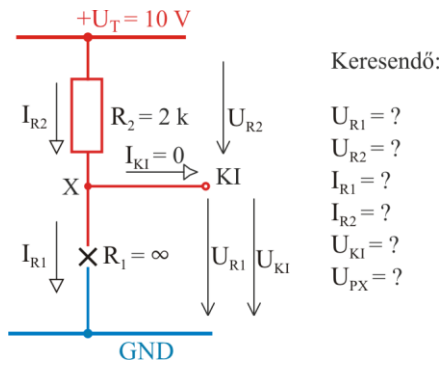 +U_T = 10 V
Keresendő:
I_R2
R_2 = 2 k
U_R2
I_KI = 0
X
KI
I_R1
R_1 = ∞
U_R1
U_KI
GND
U_R1 = ?
U_R2 = ?
I_R1 = ?
I_R2 = ?
U_KI = ?
U_PX = ?